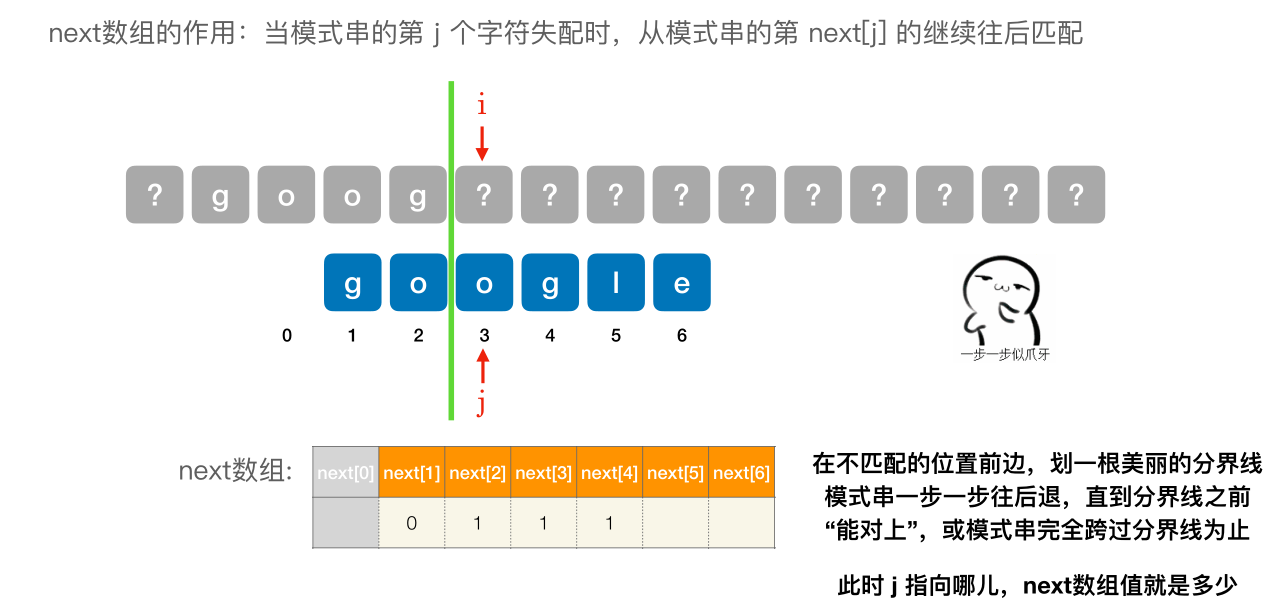 next数组的作用：当模式串的第 j 个字符失配时，从模式串的第 next[j] 的继续往后匹配
i
? g o o g ? ? ? ? ? ? ? ? ? ?
g o o g l e
0 1 2 3 4 5 6
一步一步似爪牙
j
next数组:
next[0] next[1] next[2] next[3] next[4] next[5] next[6]
0 1 1 1
在不匹配的位置前边，划一根美丽的分界线
模式串一步一步往后退，直到分界线之前
“能对上”，或模式串完全跨过分界线为止
此时 j 指向哪儿，next数组值就是多少